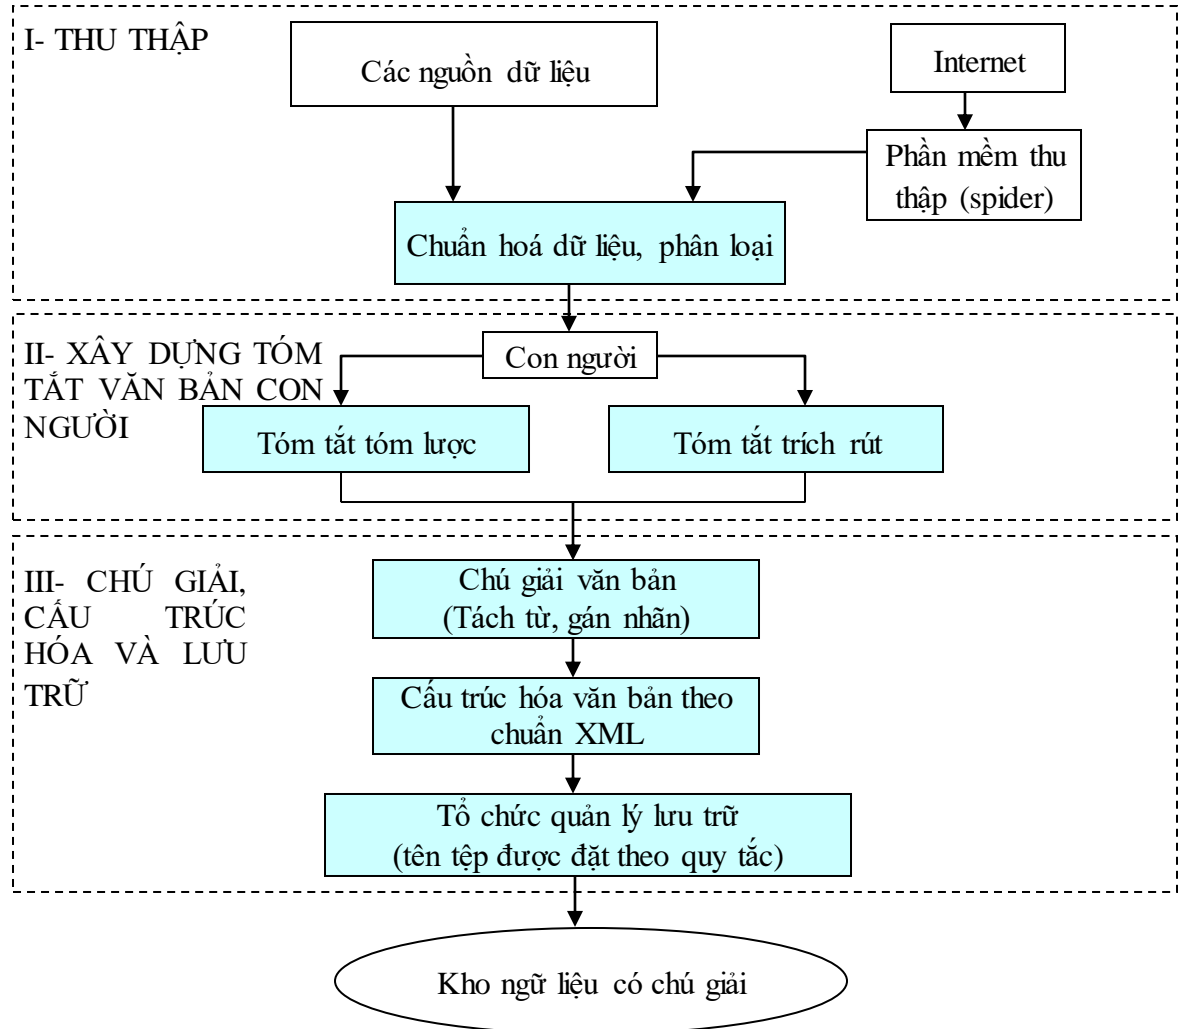 I- THU THẬP
Các nguồn dữ liệu
Internet
Phần mềm thu
thập (spider)
Chuẩn hoá dữ liệu, phân loại
II- XÂY DỰNG TÓM
TẮT VĂN BẢN CON
NGƯỜI
Con người
Tóm tắt tóm lược
Tóm tắt trích rút
III- CHÚ GIẢI,
CẤU TRÚC
HÓA VÀ LƯU
TRỮ
Chú giải văn bản
(Tách từ, gán nhãn)
Cấu trúc hóa văn bản theo
chuẩn XML
Tổ chức quản lý lưu trữ
(tên tệp được đặt theo quy tắc)
Kho ngữ liệu có chú giải